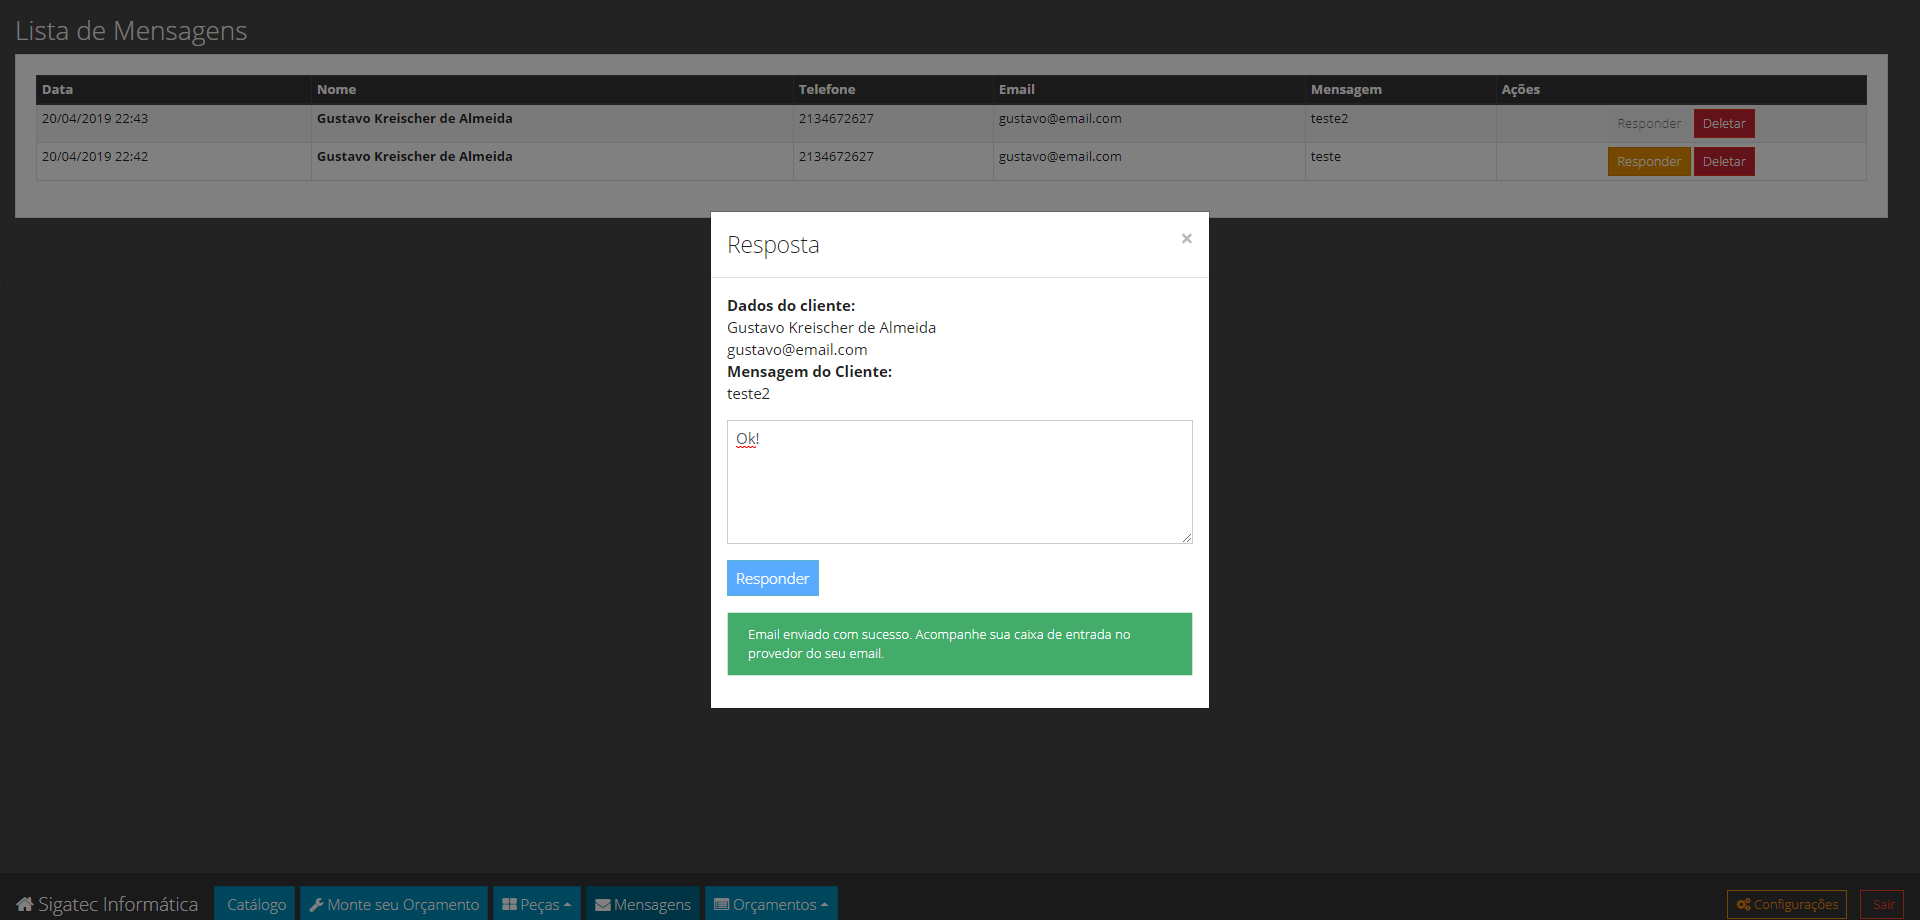 Lista de Mensagens
Data Nome Telefone Email Mensagem Ações
20/04/2019 22:43 Gustavo Kreischer de Almeida 2134672627 gustavo@email.com teste2 Responder Deletar
20/04/2019 22:42 Gustavo Kreischer de Almeida 2134672627 gustavo@email.com teste Responder Deletar
Resposta ×
Dados do cliente:
Gustavo Kreischer de Almeida
gustavo@email.com
Mensagem do Cliente:
teste2
Ok!
Responder
Email enviado com sucesso. Acompanhe sua caixa de entrada no
provedor do seu email.
Sigatec Informática Catálogo Monte seu Orçamento Peças Mensagens Orçamentos Configurações Sair